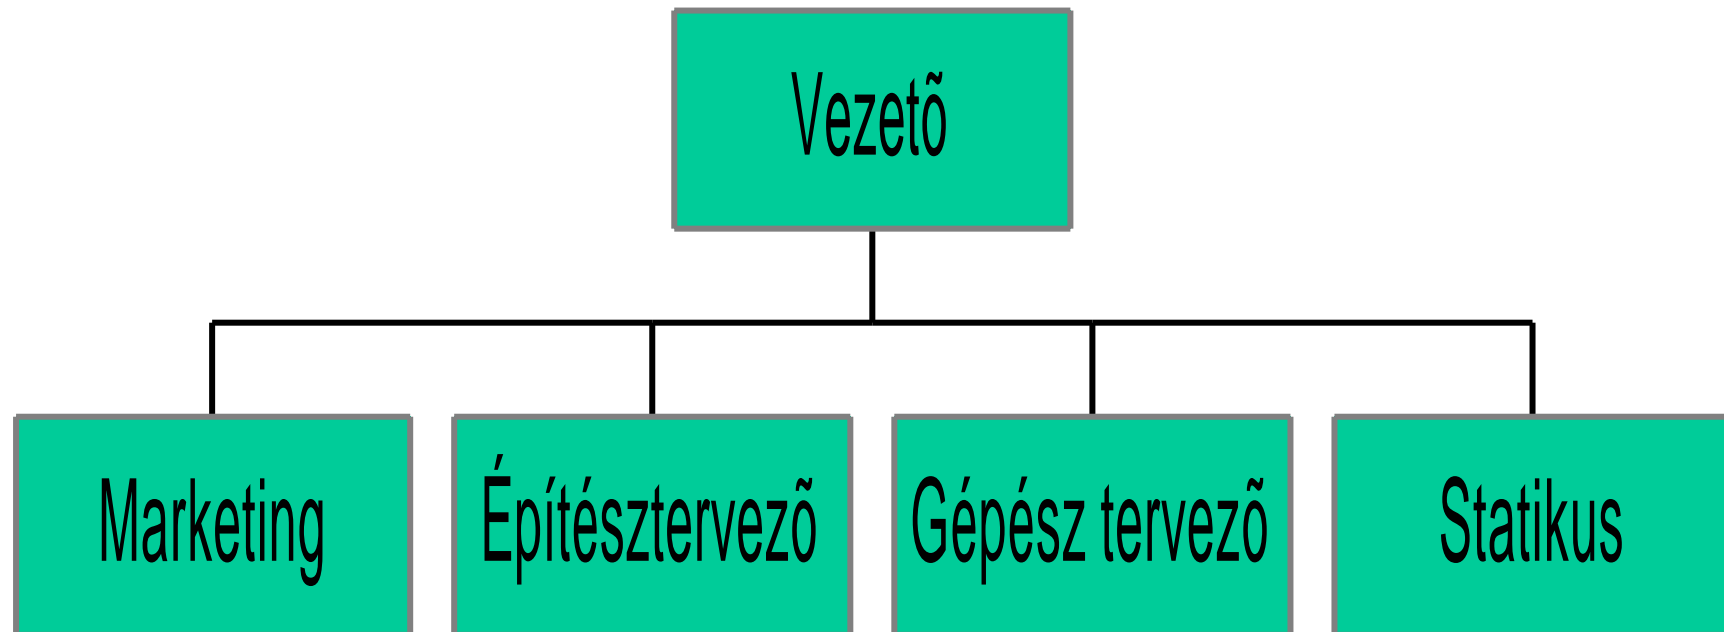 Vezetõ
Marketing
Építésztervezõ
Gépész tervezõ
Statikus